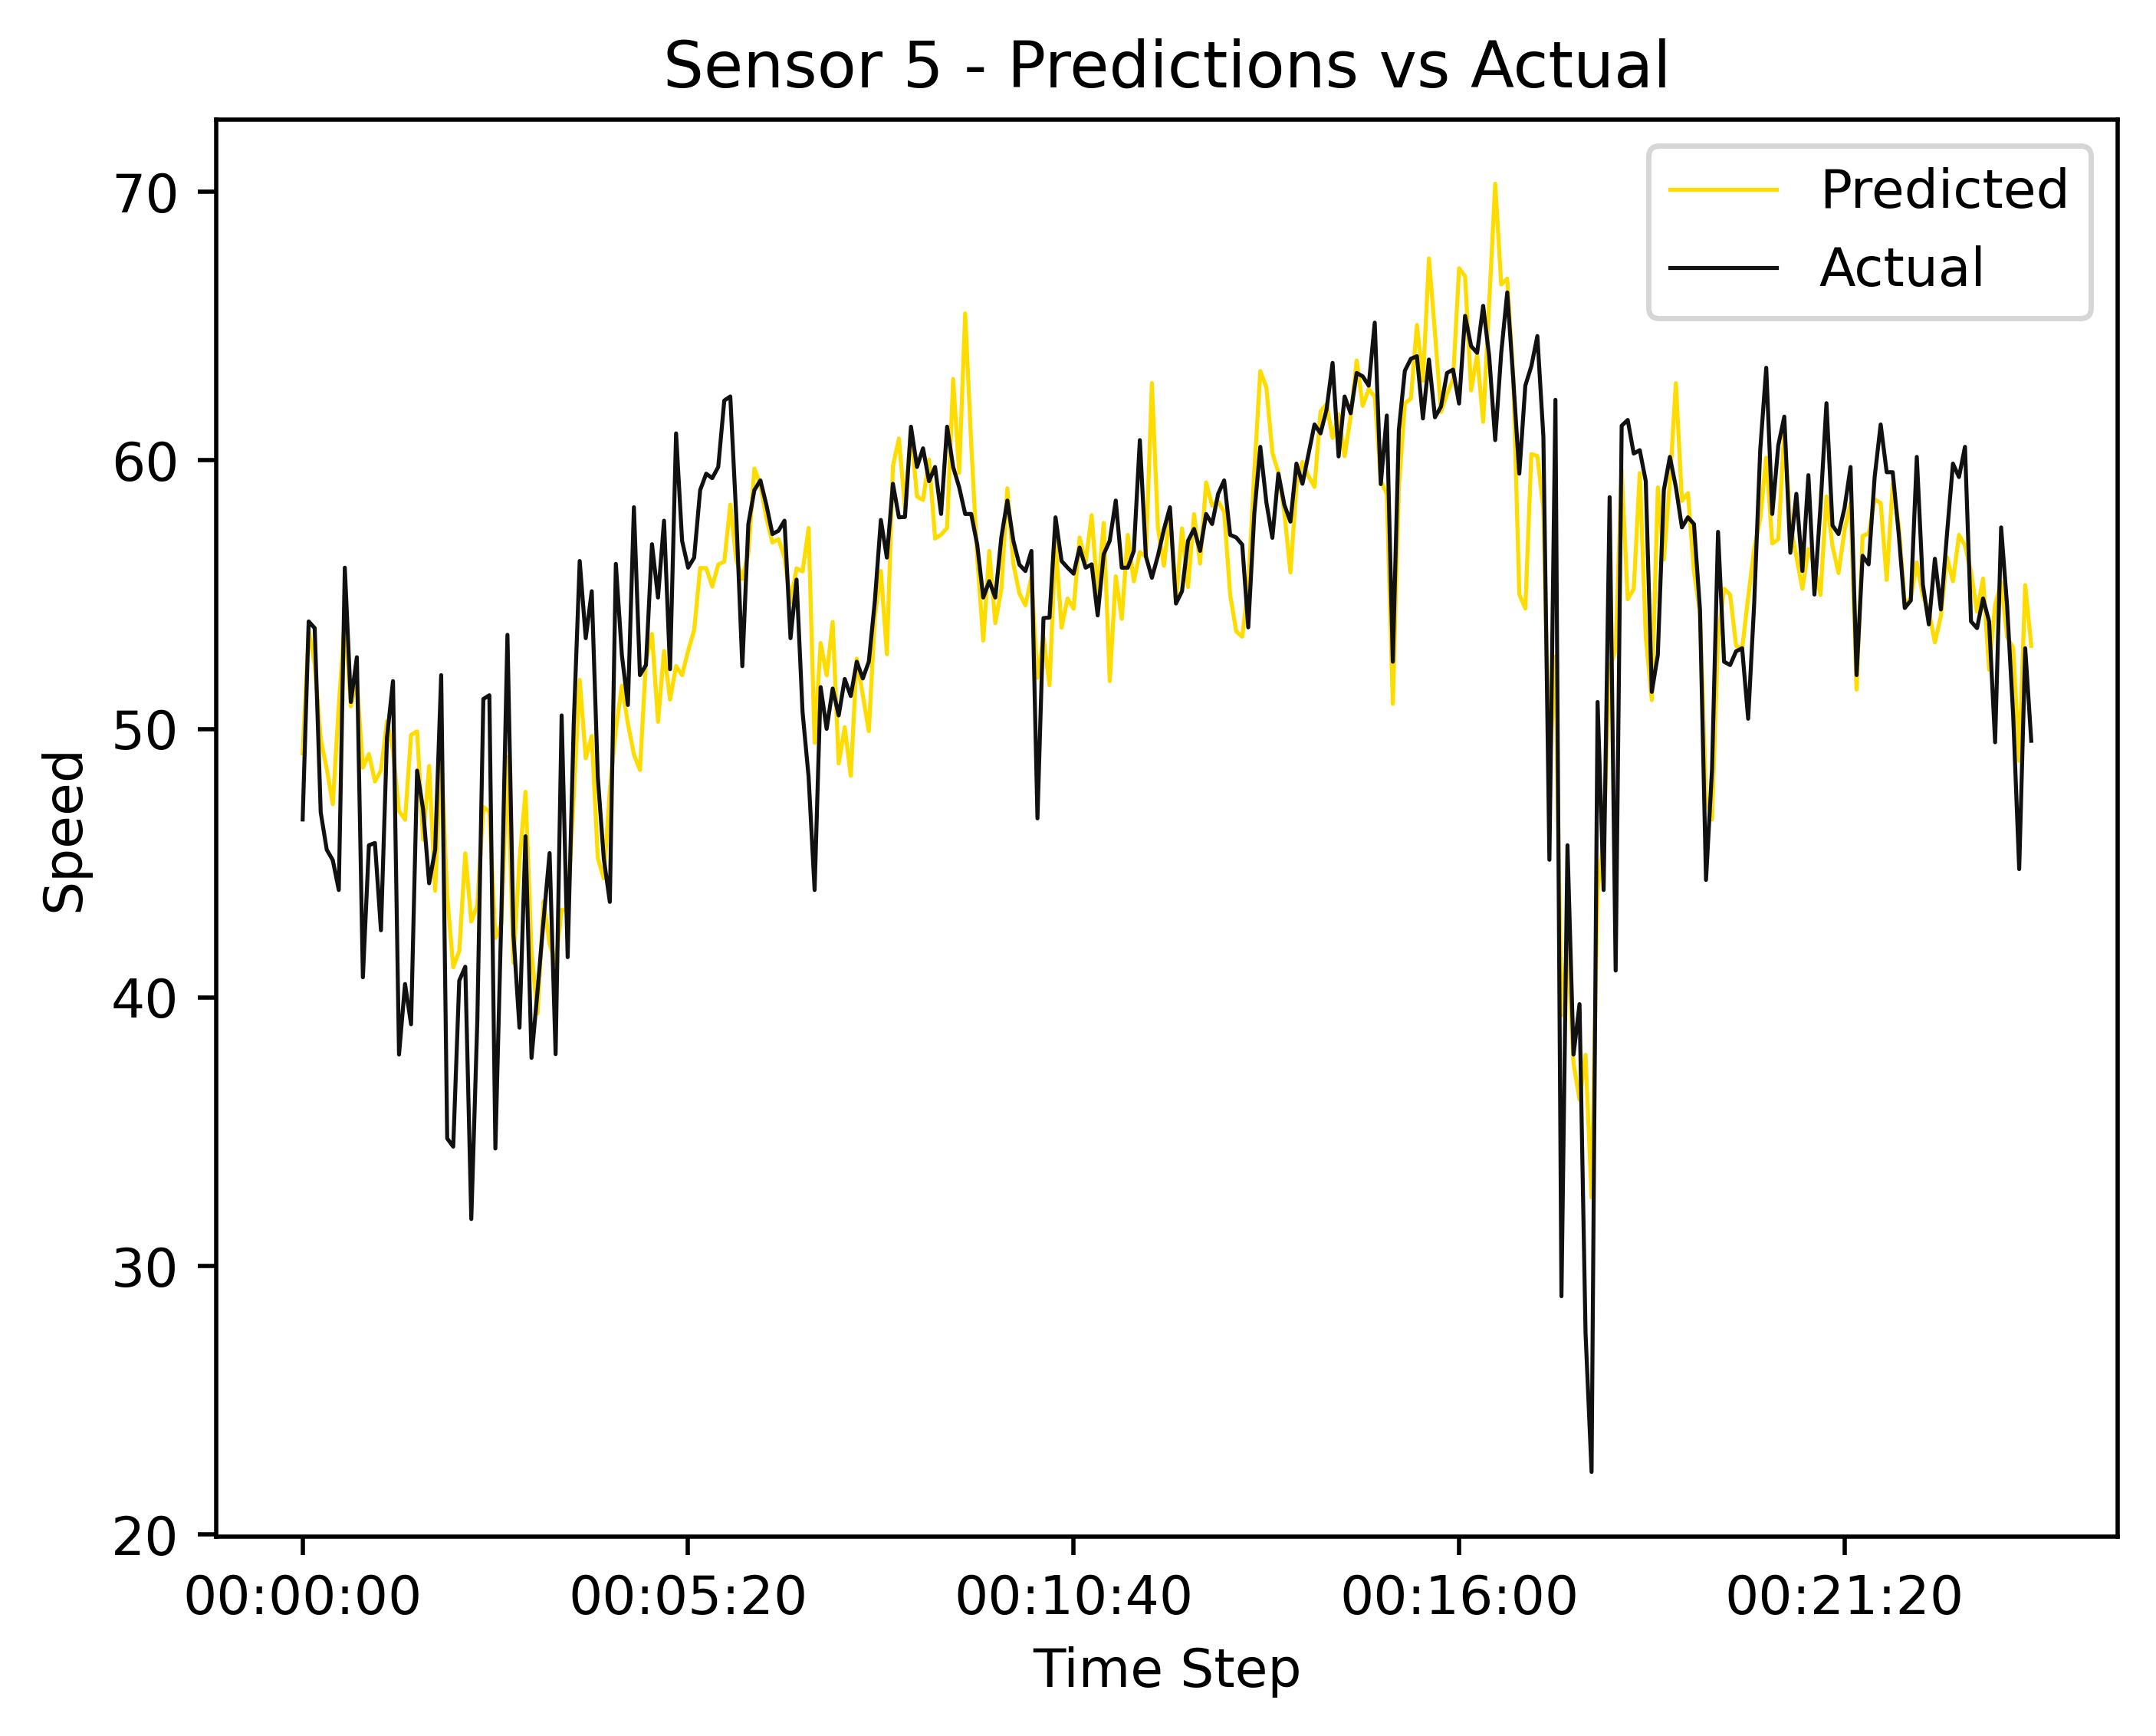 Sensor 5 - Predictions vs Actual
Predicted
Actual
70
60
50
40
30
20
Speed
00:00:00
00:05:20
00:10:40
00:16:00
00:21:20
Time Step